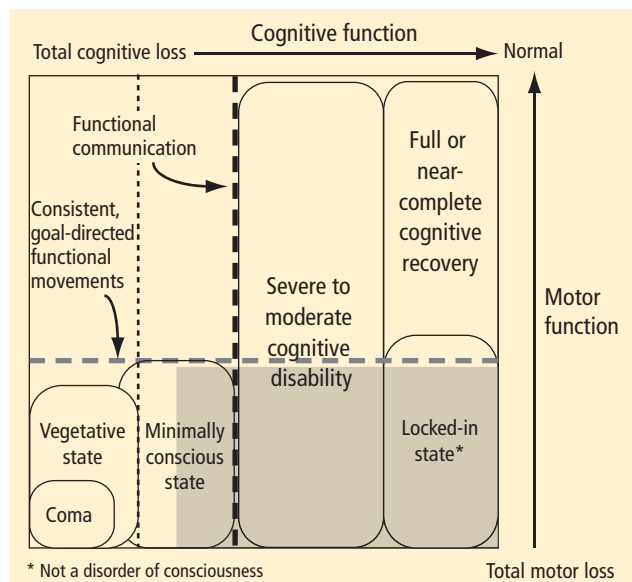 Cognitive function
Total cognitive loss
Normal
Functional
communication
Consistent,
goal-directed
functional
movements
Full or
near-
complete
cognitive
recovery
Severe to
moderate
cognitive
disability
Motor
function
Vegetative
state
Minimally
conscious
state
Locked-in
state*
Coma
* Not a disorder of consciousness
Total motor loss